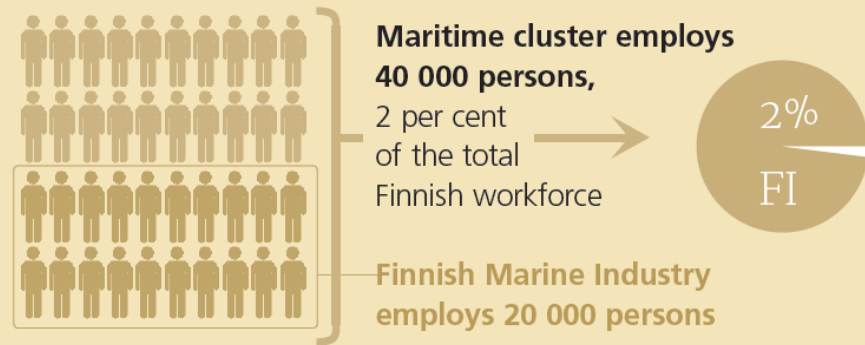 Maritime cluster employs
40 000 persons,
2 per cent
of the total
Finnish workforce
2%
FI
Finnish Marine Industry
employs 20 000 persons